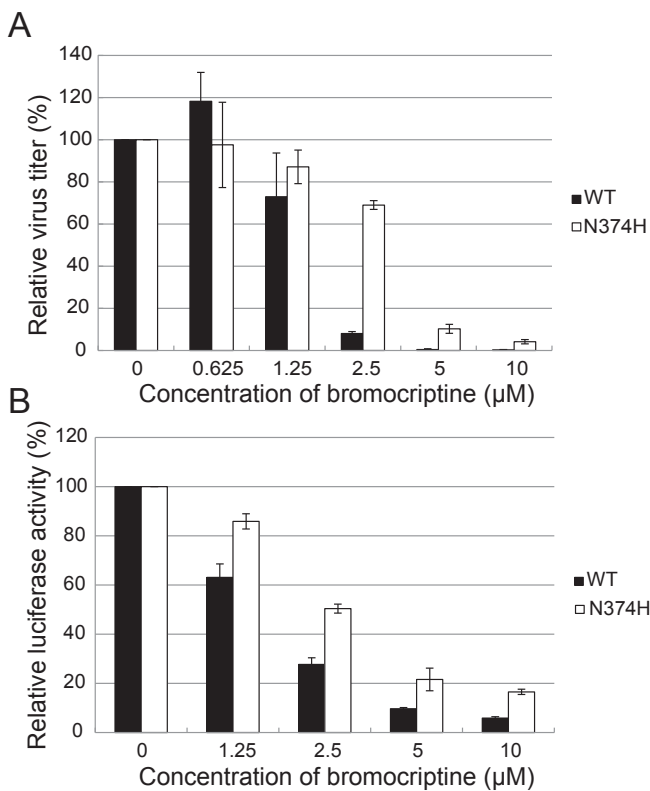 A
Relative virus titer (%)
140
120
100
80
60
40
20
0
0 0.625 1.25 2.5 5 10
Concentration of bromocriptine (µM)
WT
N374H
B
Relative luciferase activity (%)
120
100
80
60
40
20
0
0 1.25 2.5 5 10
Concentration of bromocriptine (µM)
WT
N374H